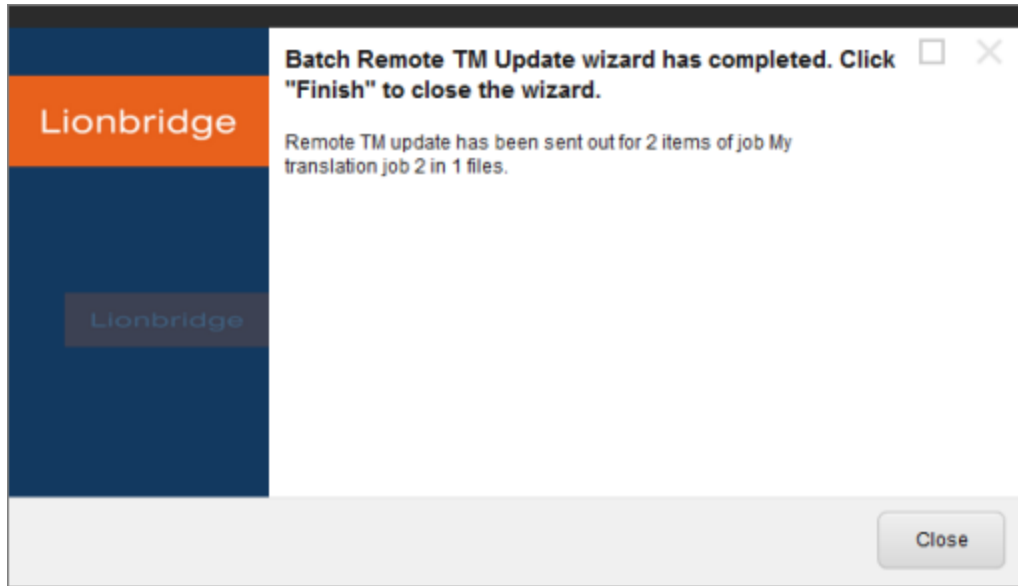 Batch Remote TM Update wizard has completed. Click
"Finish" to close the wizard.
Lionbridge
Remote TM update has been sent out for 2 items of job My
translation job 2 in 1 files.
Lionbridge
Close